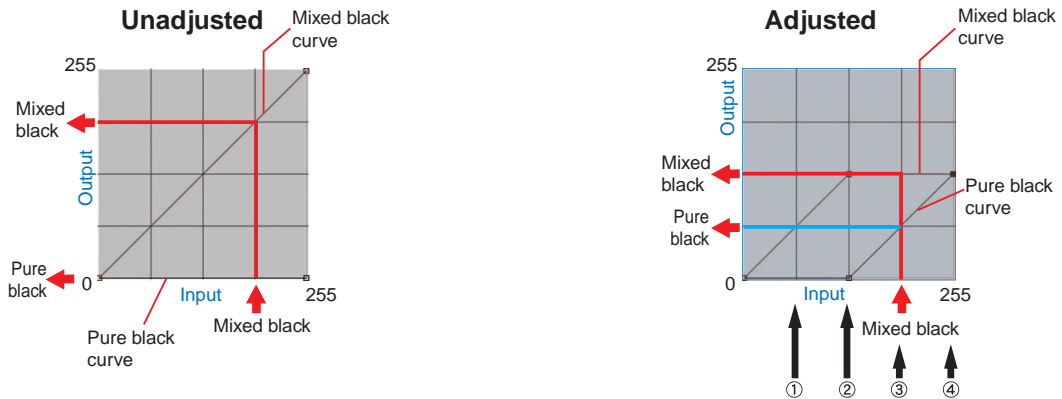 Unadjusted
Mixed black
curve
255
Mixed
black
Output
Pure
black
0
Input
255
Mixed black
Pure black
curve
Adjusted
Mixed black
curve
255
Output
Mixed
black
Pure black
curve
Pure
black
0
Input
255
Mixed black
① ② ③ ④